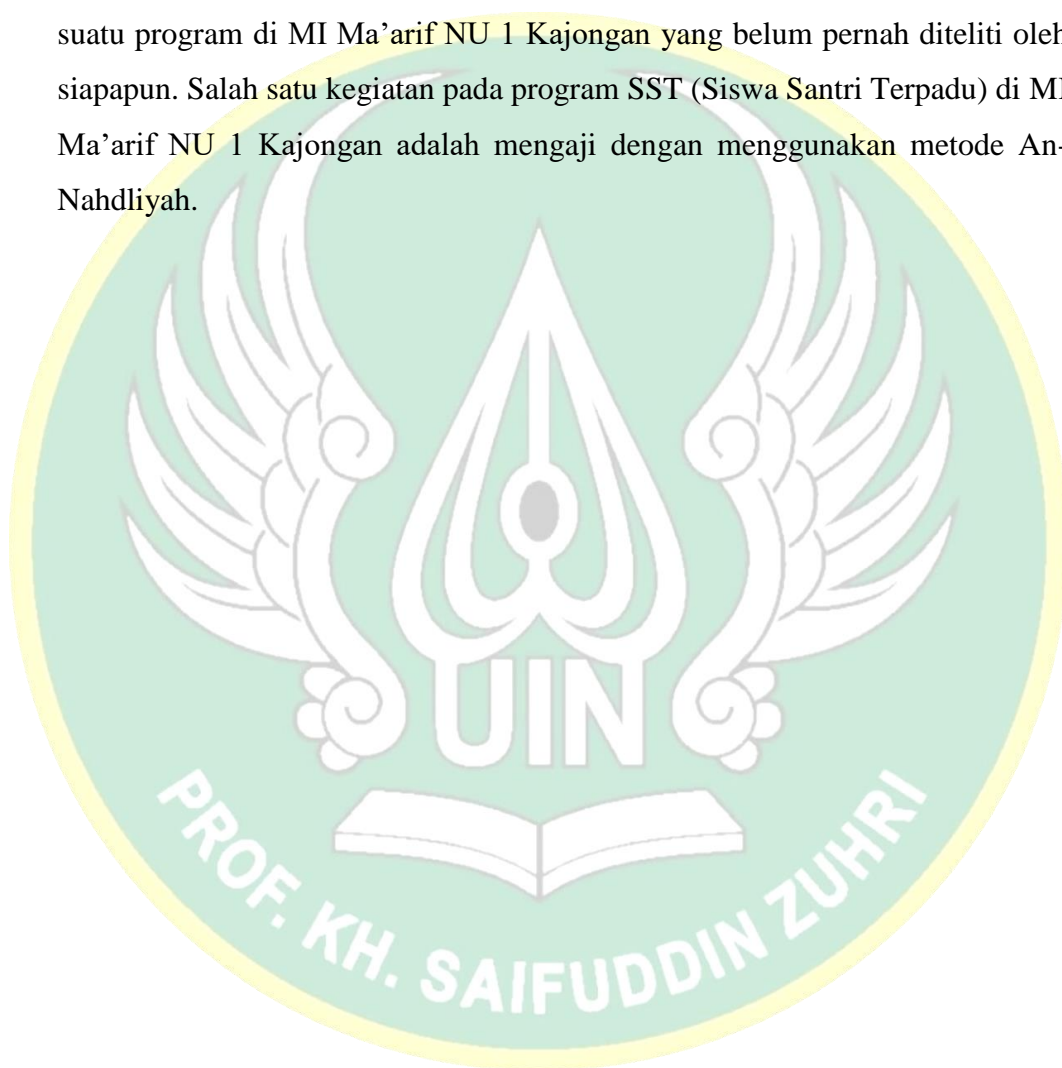 suatu program di MI Ma’arif NU 1 Kajongan yang belum pernah diteliti oleh
siapapun. Salah satu kegiatan pada program SST (Siswa Santri Terpadu) di MI
Ma’arif NU 1 Kajongan adalah mengaji dengan menggunakan metode An-
Nahdliyah.
UIN
PROF. KH. SAIFUDDIN ZUHRI